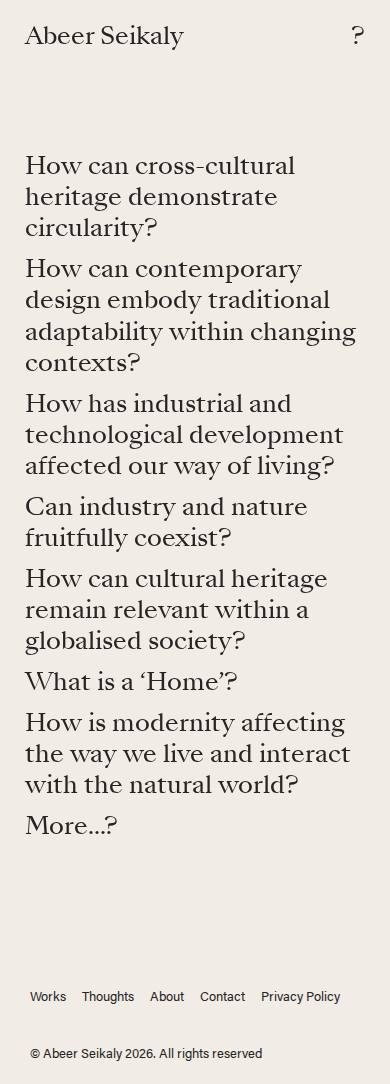 Abeer Seikaly ?
How can cross-cultural
heritage demonstrate
circularity?
How can contemporary
design embody traditional
adaptability within changing
contexts?
How has industrial and
technological development
affected our way of living?
Can industry and nature
fruitfully coexist?
How can cultural heritage
remain relevant within a
globalised society?
What is a ‘Home’?
How is modernity affecting
the way we live and interact
with the natural world?
More...?
Works Thoughts About Contact Privacy Policy
© Abeer Seikaly 2026. All rights reserved